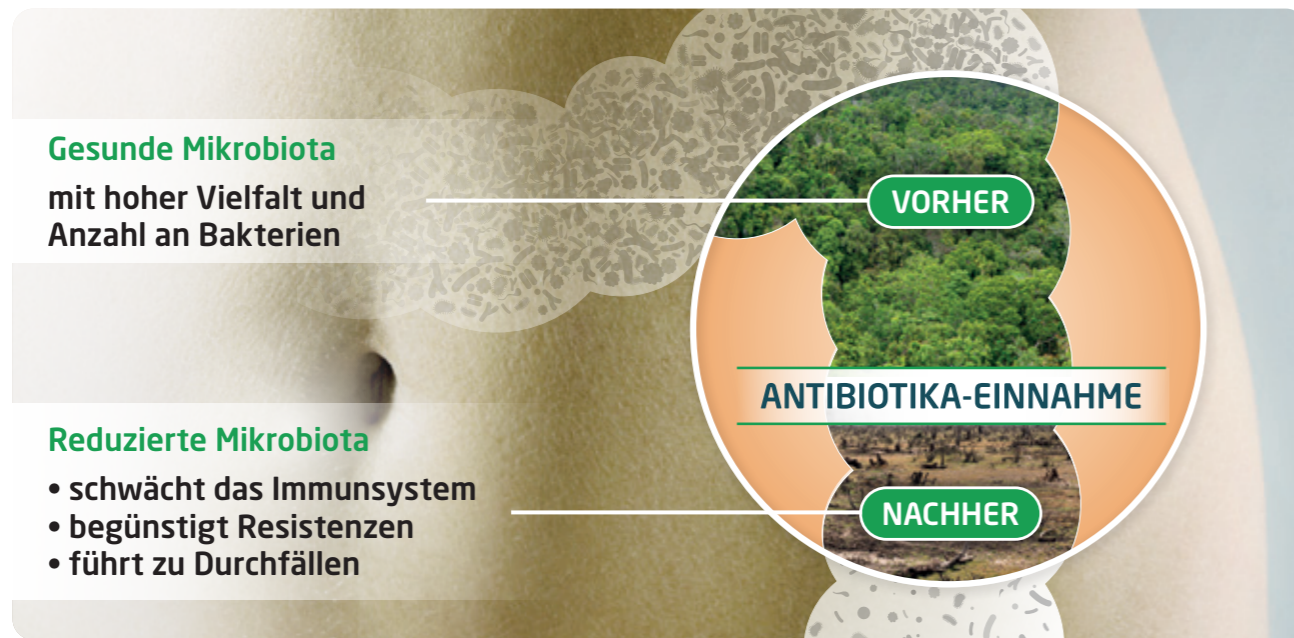 Gesunde Mikrobiota
mit hoher Vielfalt und
Anzahl an Bakterien
VORHER
ANTIBIOTIKA-EINNAHME
Reduzierte Mikrobiota
• schwächt das Immunsystem
• begünstigt Resistenzen
• führt zu Durchfällen
NACHHER